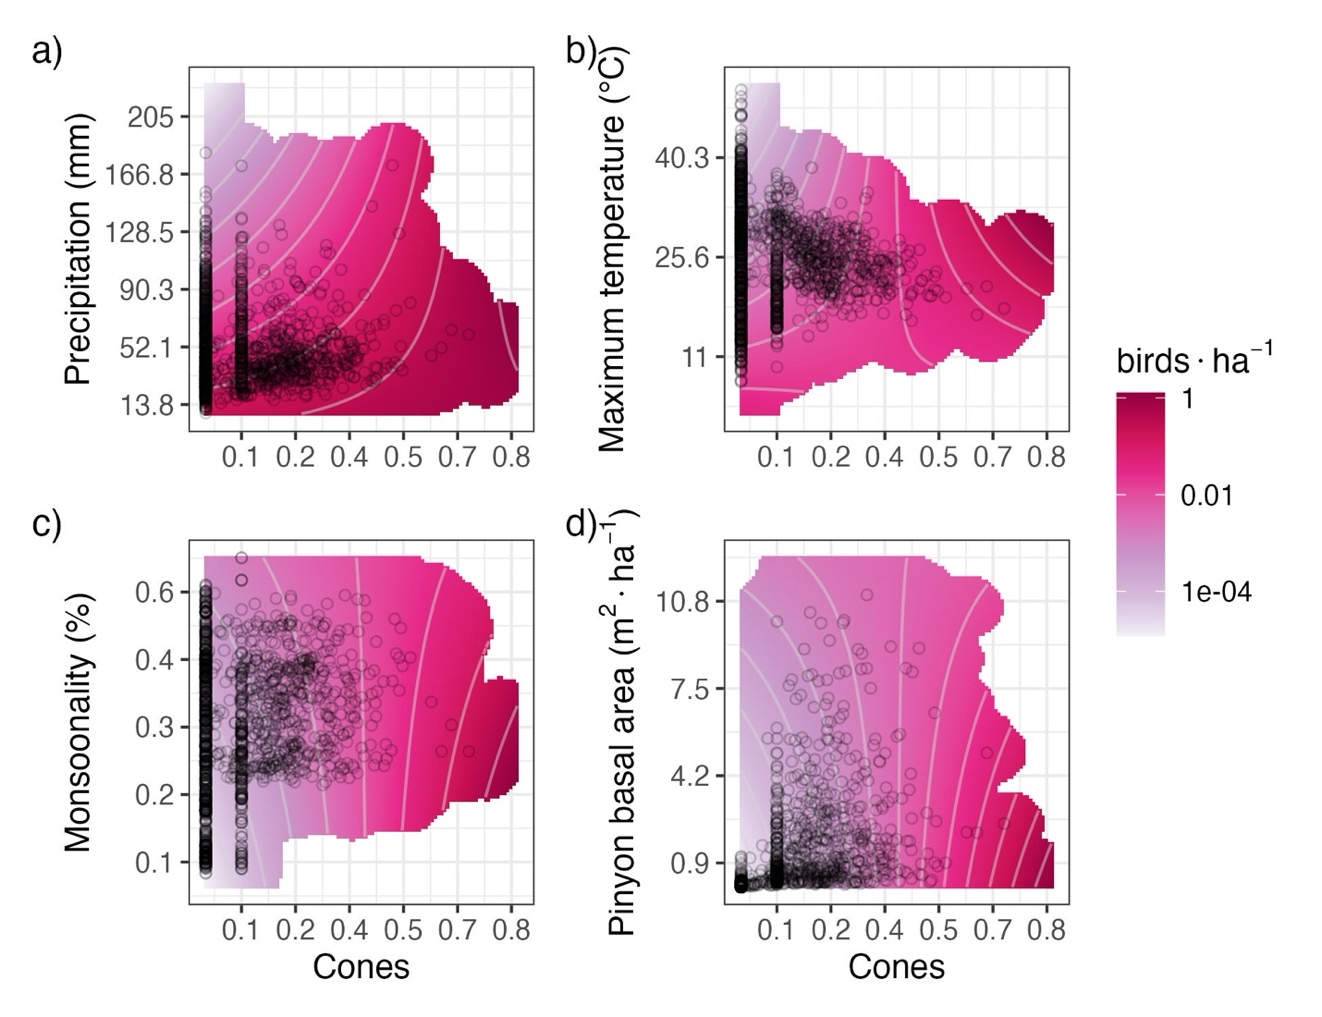 a)
Precipitation (mm)
205
166.8
128.5
90.3
52.1
13.8
0.1 0.2 0.4 0.5 0.7 0.8
b)
Maximum temperature (°C)
40.3
25.6
11
0.1 0.2 0.4 0.5 0.7 0.8
c)
Monsoonality (%)
0.6
0.4
0.3
0.2
0.1
0.1 0.2 0.4 0.5 0.7 0.8
Cones
d)
Pinyon basal area (m² · ha⁻¹)
10.8
7.5
4.2
0.9
0.1 0.2 0.4 0.5 0.7 0.8
Cones
birds · ha⁻¹
1
0.01
1e-04